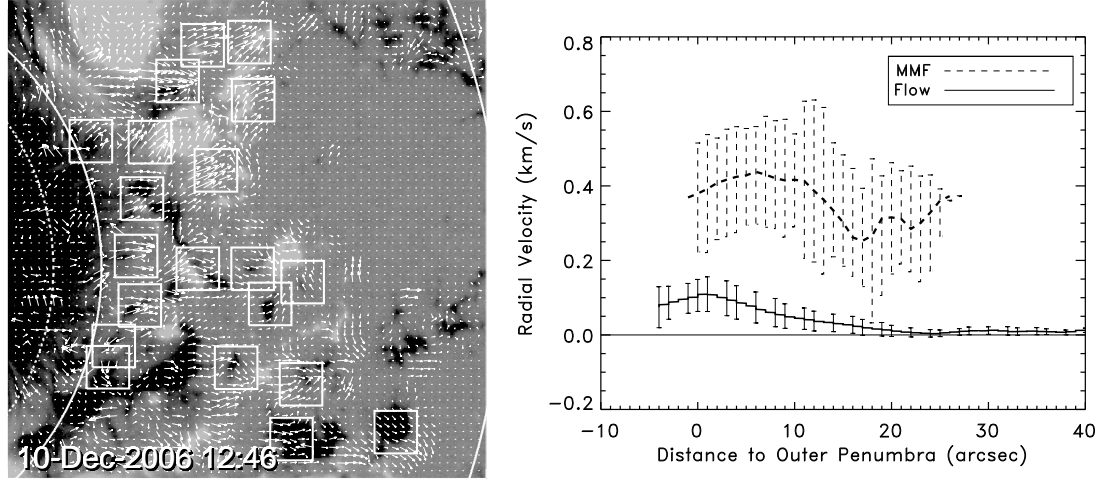 10-Dec-2006 12:46
0.8
0.6
0.4
0.2
0.0
-0.2
Radial Velocity (km/s)
MMF
Flow
-10 0 10 20 30 40
Distance to Outer Penumbra (arcsec)